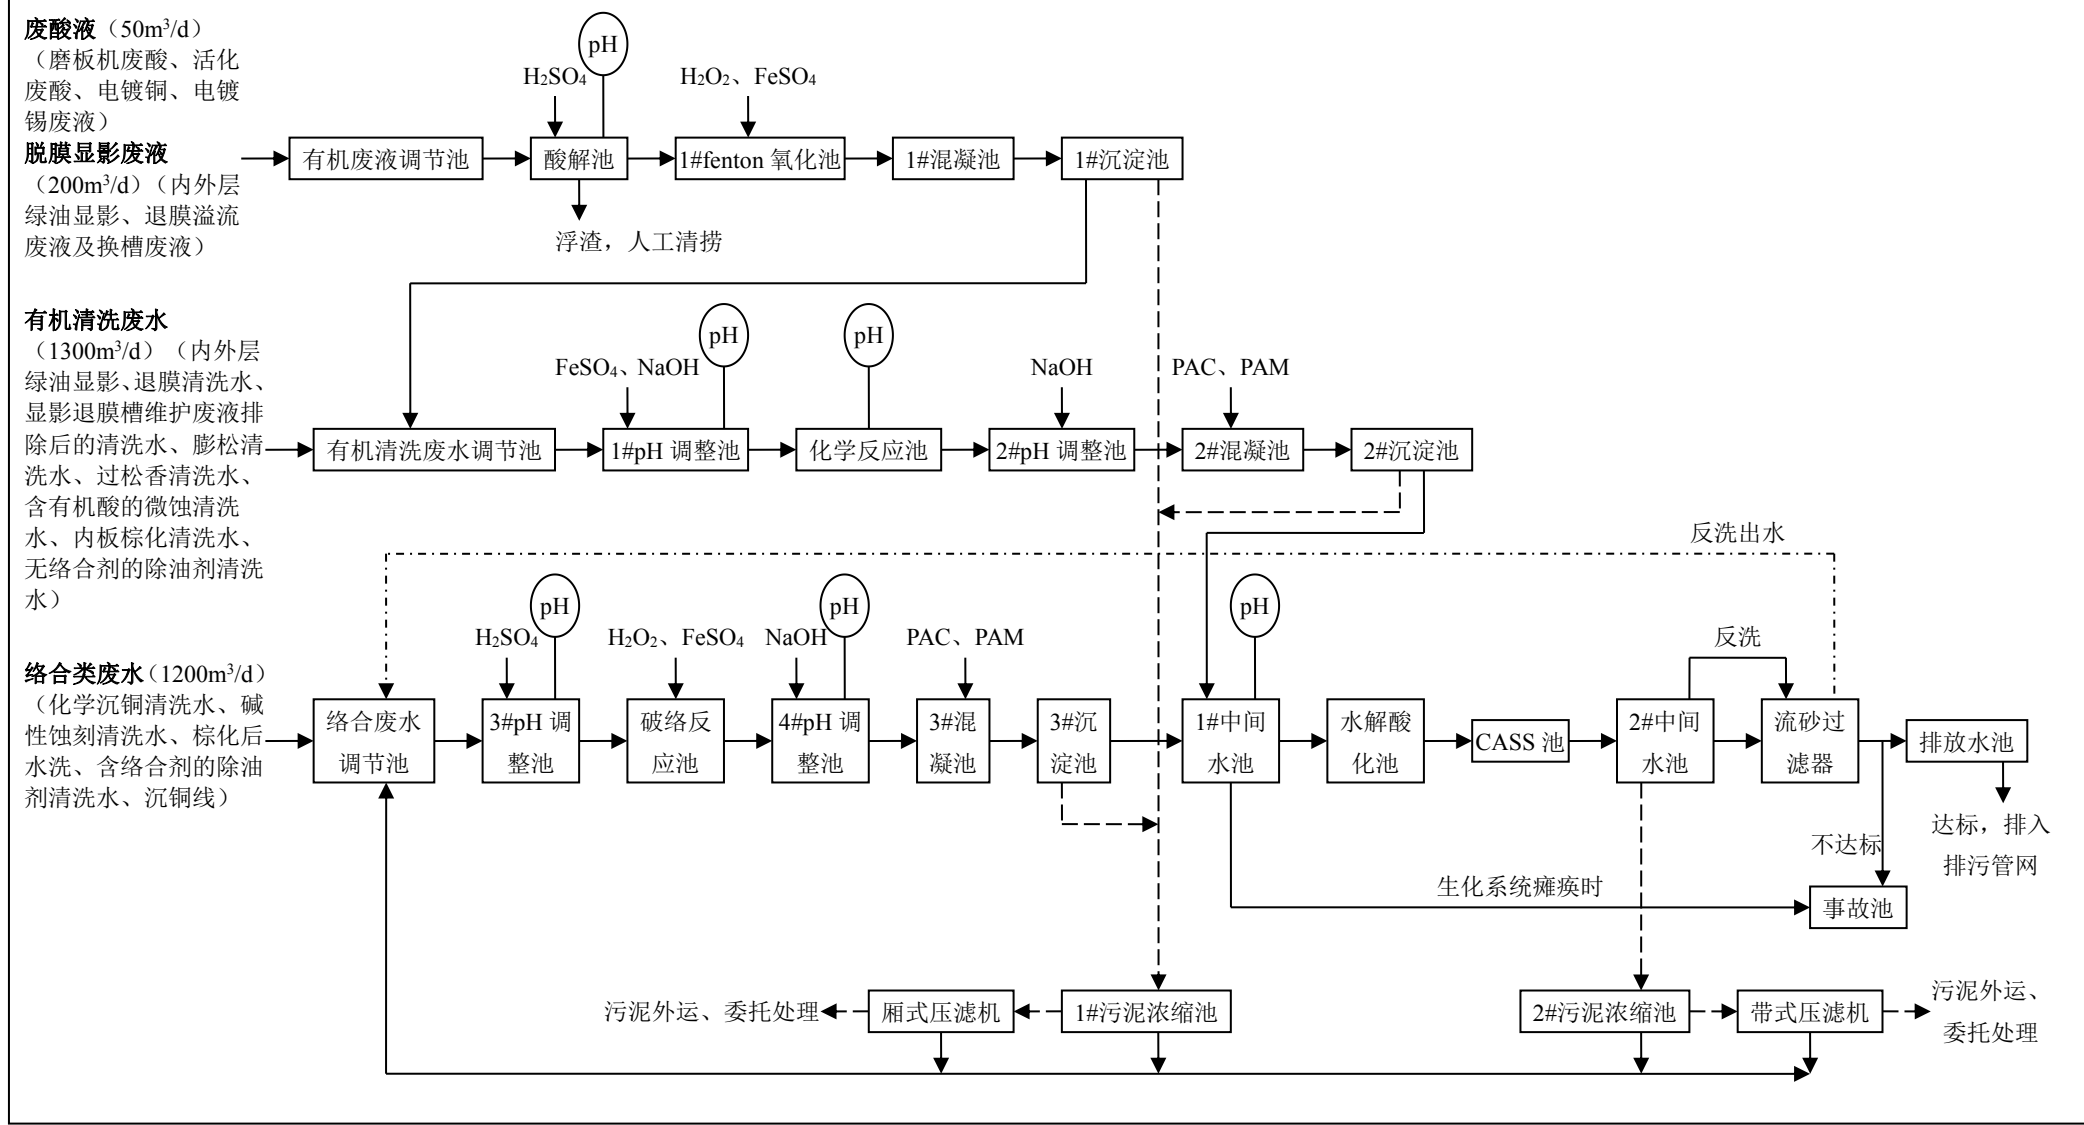 废酸液（50m³/d）
（磨板机废酸、活化
废酸、电镀铜、电镀
锡废液）
脱膜显影废液
（200m³/d）（内外层
绿油显影、退膜溢流
废液及换槽废液）
pH
H₂SO₄
H₂O₂、FeSO₄
有机废液调节池
酸解池
1#fenton 氧化池
1#混凝池
1#沉淀池
浮渣，人工清捞
有机清洗废水
（1300m³/d）（内外层
绿油显影、退膜清洗水、
显影退膜槽维护废液排
除后的清洗水、膨松清
洗水、过松香清洗水、
含有机酸的微蚀清洗
水、内板棕化清洗水、
无络合剂的除油剂清洗
水）
pH
pH
FeSO₄、NaOH
NaOH
PAC、PAM
有机清洗废水调节池
1#pH 调整池
化学反应池
2#pH 调整池
2#混凝池
2#沉淀池
反洗出水
络合类废水（1200m³/d）
（化学沉铜清洗水、碱
性蚀刻清洗水、棕化后
水洗、含络合剂的除油
剂清洗水、沉铜线）
pH
pH
pH
H₂SO₄
H₂O₂、FeSO₄
NaOH
PAC、PAM
反洗
络合废水
调节池
3#pH 调
整池
破络反
应池
4#pH 调
整池
3#混
凝池
3#沉
淀池
1#中间
水池
水解酸
化池
CASS 池
2#中间
水池
流砂过
滤器
排放水池
达标，排入
排污管网
不达标
生化系统瘫痪时
事故池
污泥外运、委托处理
厢式压滤机
1#污泥浓缩池
2#污泥浓缩池
带式压滤机
污泥外运、
委托处理